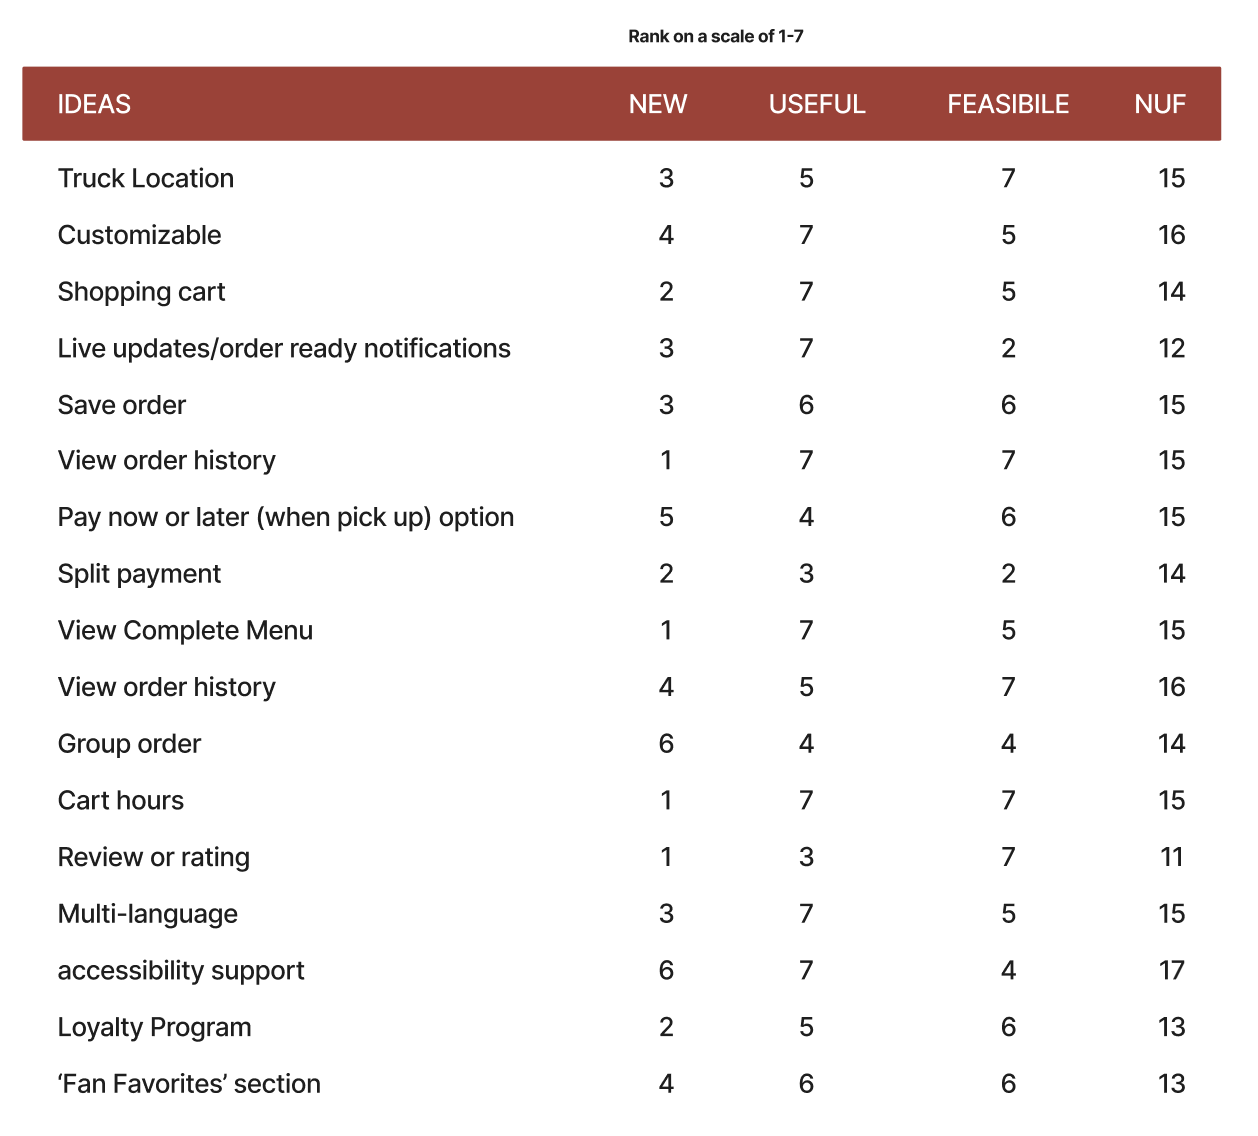 Rank on a scale of 1-7
IDEAS NEW USEFUL FEASIBILE NUF
Truck Location 3 5 7 15
Customizable 4 7 5 16
Shopping cart 2 7 5 14
Live updates/order ready notifications 3 7 2 12
Save order 3 6 6 15
View order history 1 7 7 15
Pay now or later (when pick up) option 5 4 6 15
Split payment 2 3 2 14
View Complete Menu 1 7 5 15
View order history 4 5 7 16
Group order 6 4 4 14
Cart hours 1 7 7 15
Review or rating 1 3 7 11
Multi-language 3 7 5 15
accessibility support 6 7 4 17
Loyalty Program 2 5 6 13
‘Fan Favorites’ section 4 6 6 13